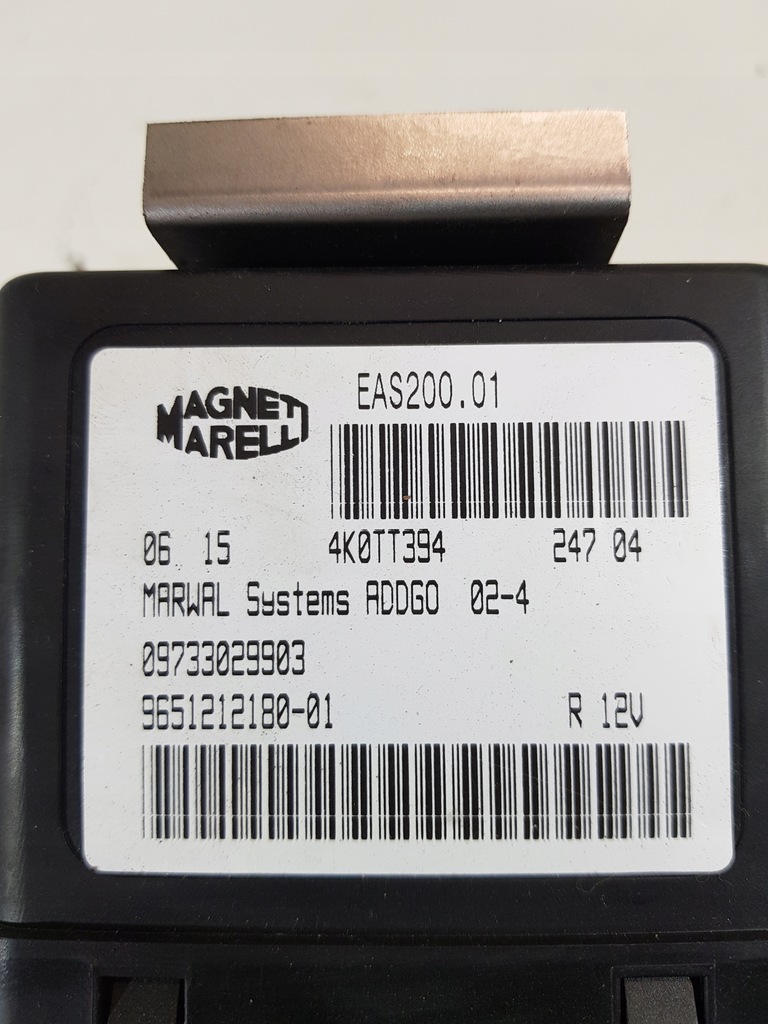 MAGNETI
MARELLI
EAS200.01
06 15 4K0TT394 247 04
MARWAL Systems ADDGO 02-4
09733029903
9651212180-01 R 12V